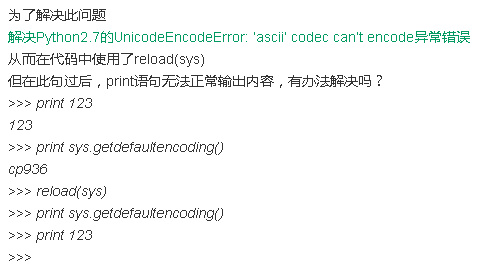 为了解决此问题
解决Python2.7的UnicodeEncodeError: 'ascii' codec can't encode异常错误
从而在代码中使用了reload(sys)
但在此句过后，print语句无法正常输出内容，有办法解决吗？
>>> print 123
123
>>> print sys.getdefaultencoding()
cp936
>>> reload(sys)
>>> print sys.getdefaultencoding()
>>> print 123
>>>